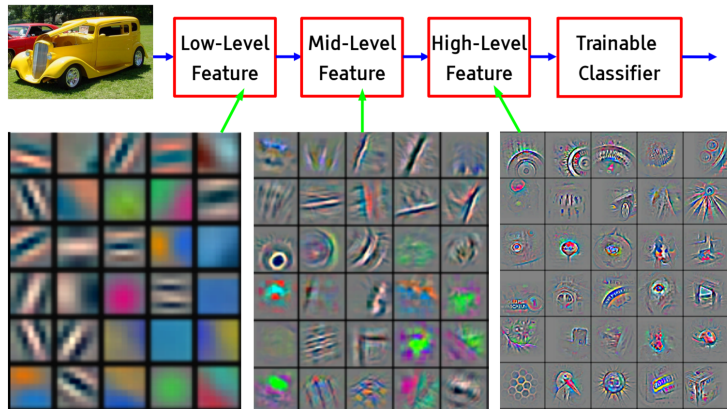 Low-Level
Feature
Mid-Level
Feature
High-Level
Feature
Trainable
Classifier